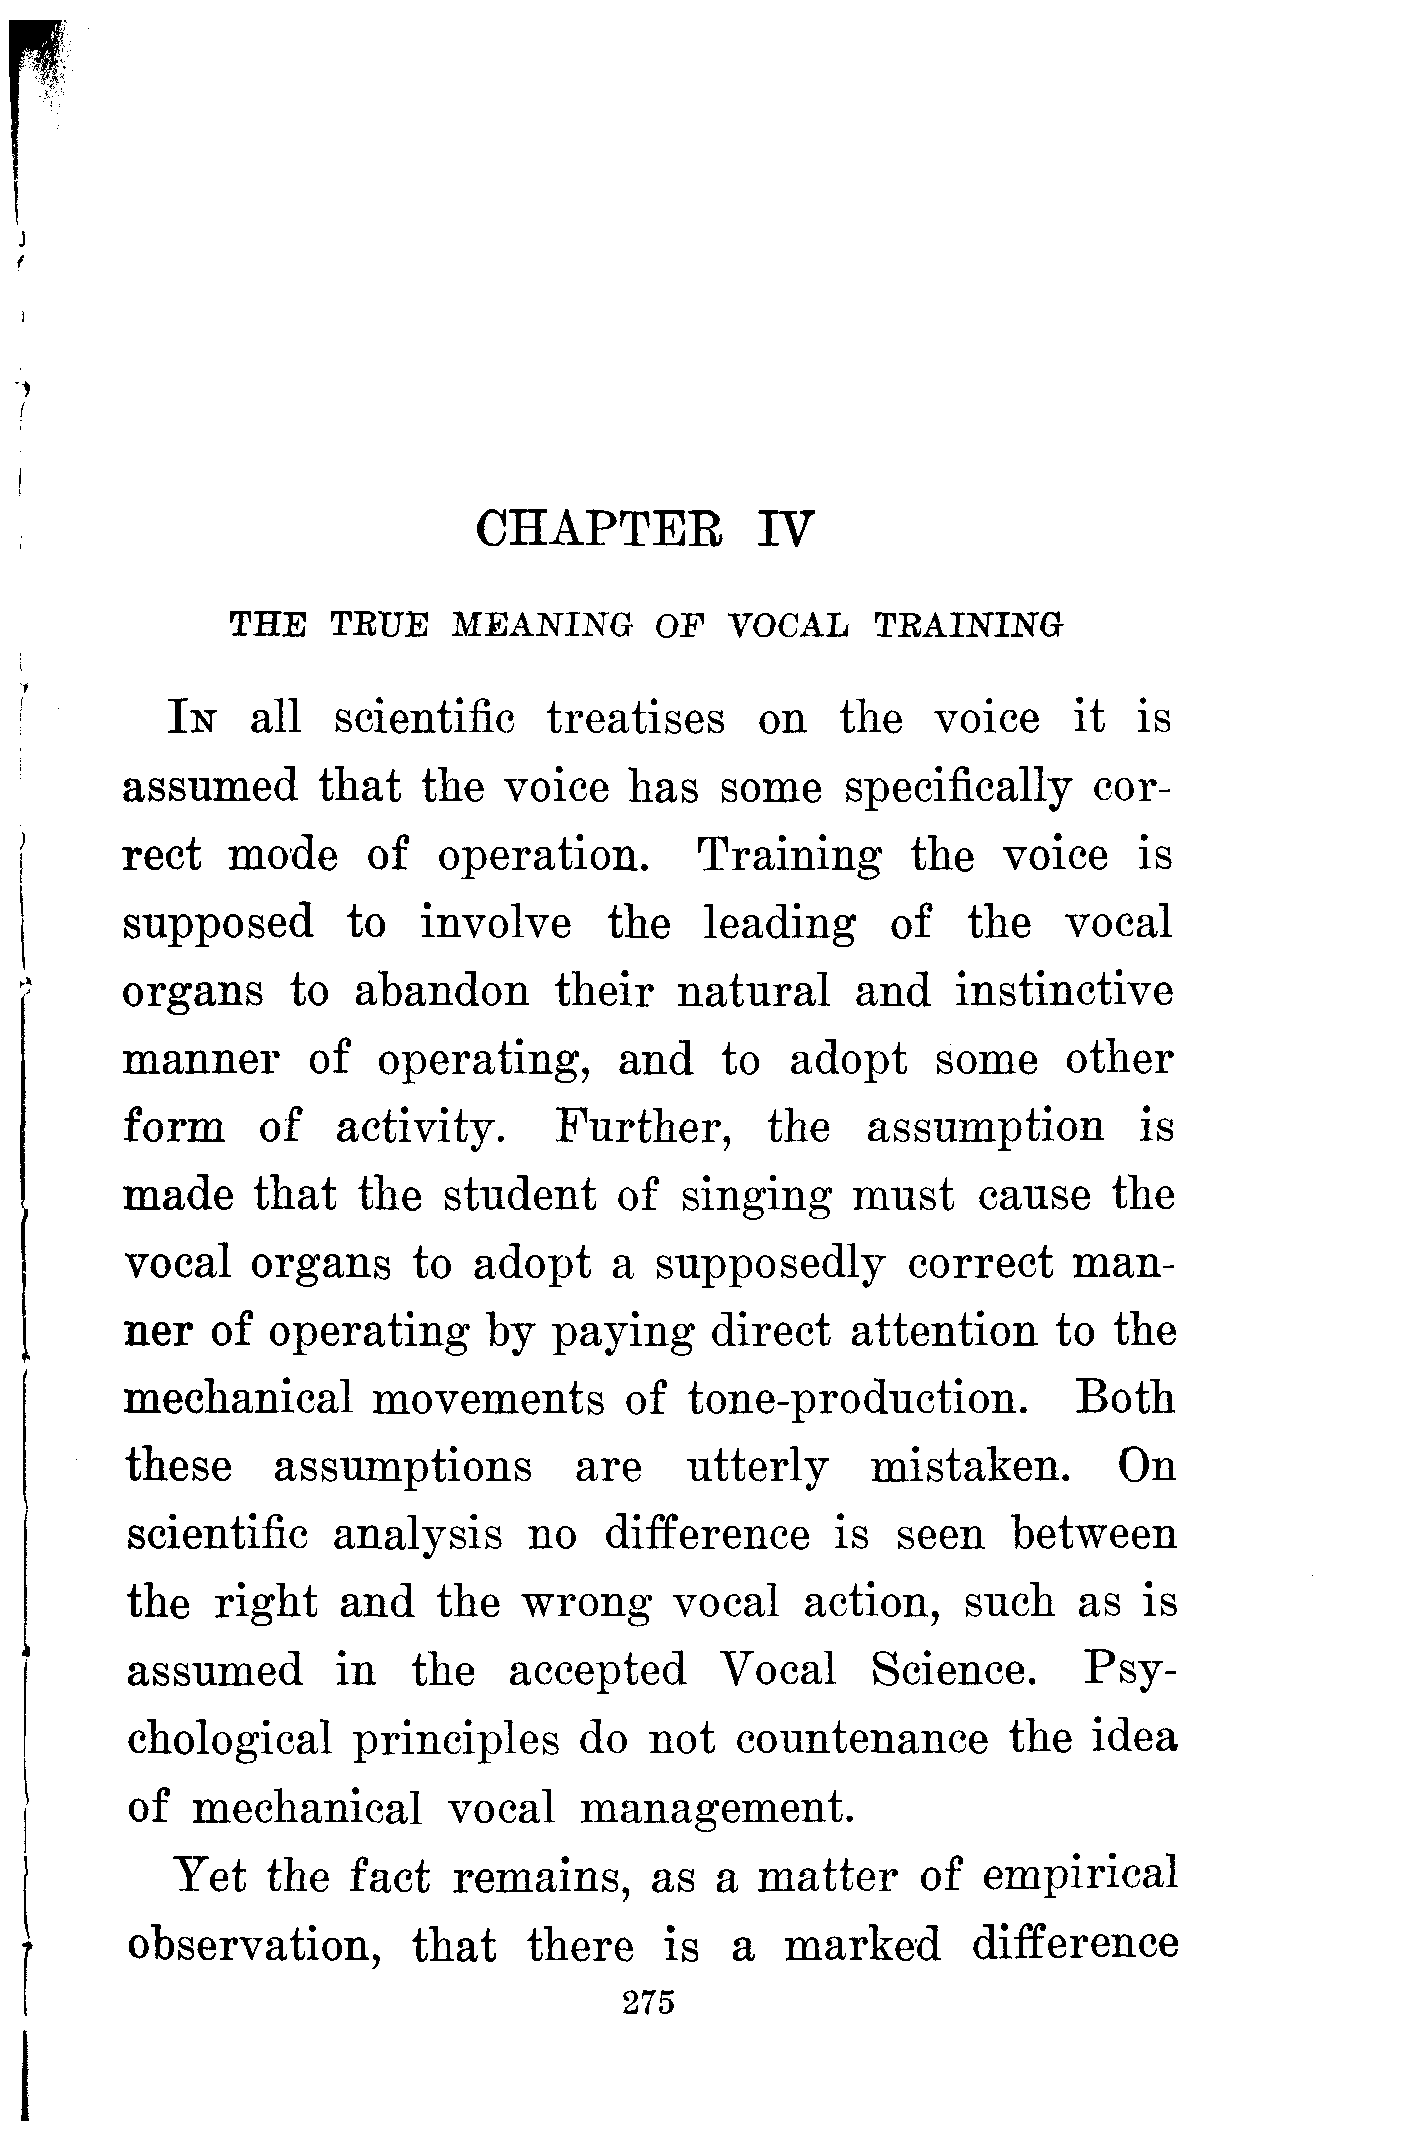 CHAPTER IV
THE TRUE MEANING OF VOCAL TRAINING
In all scientific treatises on the voice it is
assumed that the voice has some specifically cor-
rect mode of operation. Training the voice is
supposed to involve the leading of the vocal
organs to abandon their natural and instinctive
manner of operating, and to adopt some other
form of activity. Further, the assumption is
made that the student of singing must cause the
vocal organs to adopt a supposedly correct man-
ner of operating by paying direct attention to the
mechanical movements of tone-production. Both
these assumptions are utterly mistaken. On
scientific analysis no difference is seen between
the right and the wrong vocal action, such as is
assumed in the accepted Vocal Science. Psy-
chological principles do not countenance the idea
of mechanical vocal management.
Yet the fact remains, as a matter of empirical
observation, that there is a marked difference
275